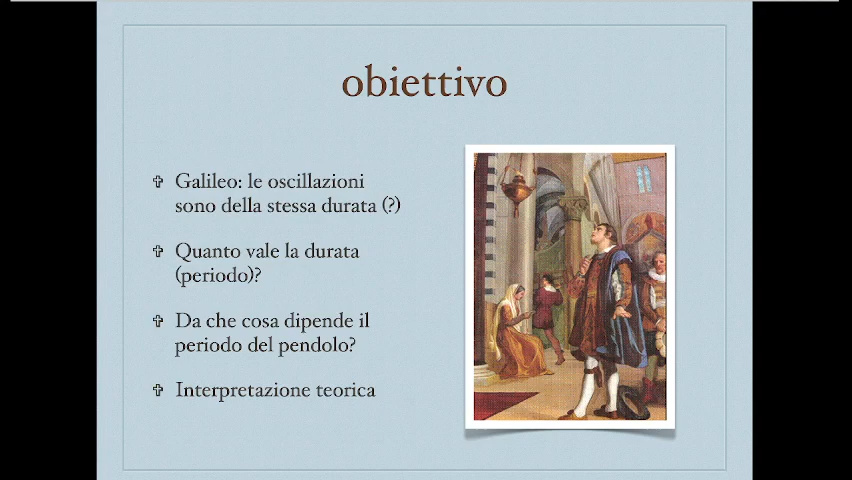 obiettivo
Galileo: le oscillazioni
sono della stessa durata (?)
Quanto vale la durata
(periodo)?
Da che cosa dipende il
periodo del pendolo?
Interpretazione teorica